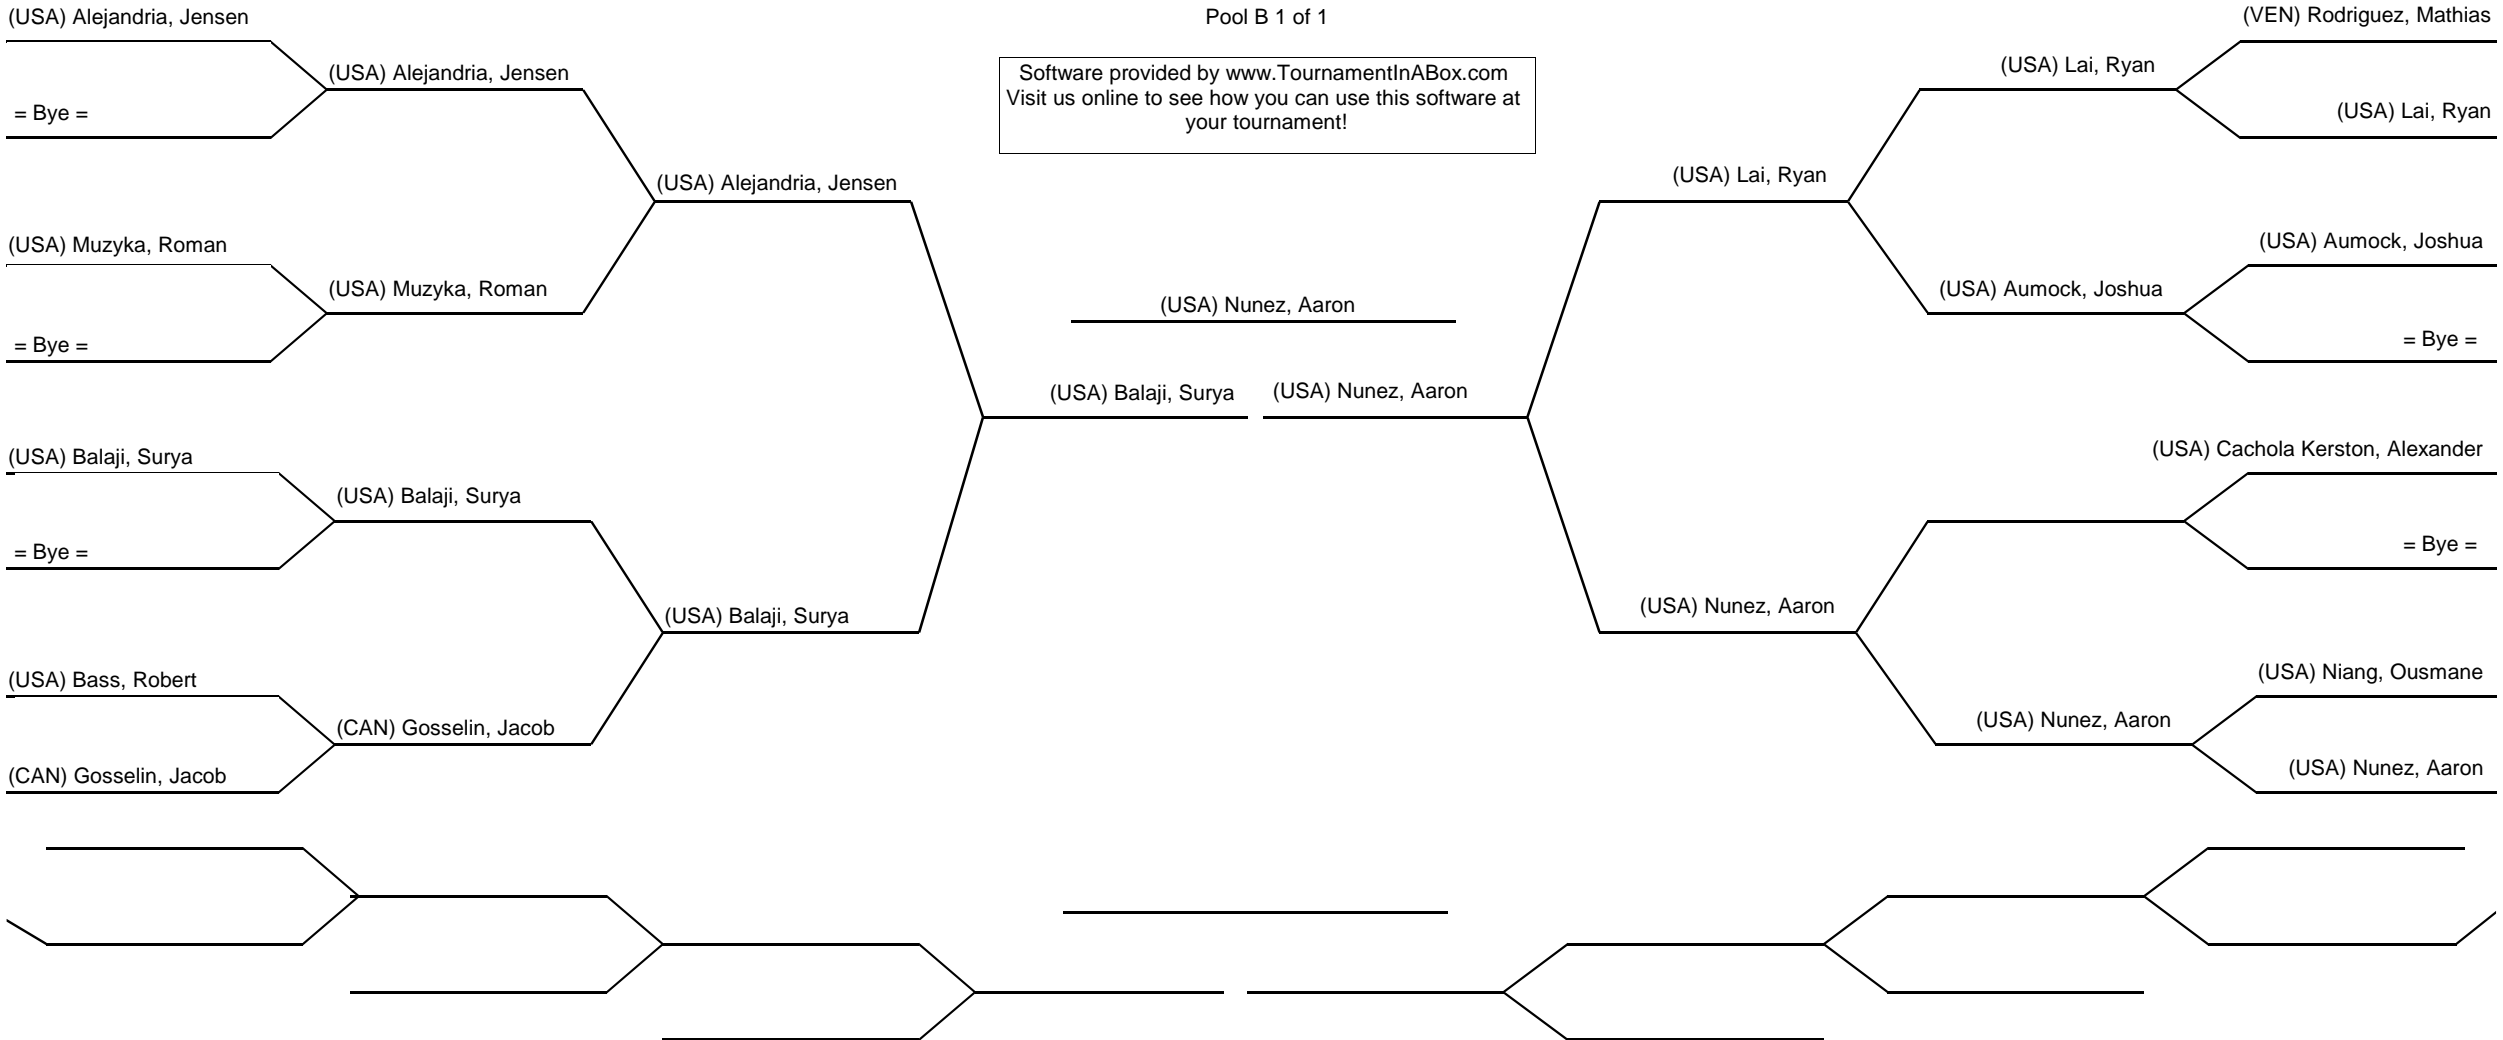 (USA) Alejandria, Jensen
Pool B 1 of 1
(VEN) Rodriguez, Mathias
(USA) Alejandria, Jensen
Software provided by www.TournamentInABox.com
Visit us online to see how you can use this software at
your tournament!
(USA) Lai, Ryan
= Bye =
(USA) Lai, Ryan
(USA) Alejandria, Jensen
(USA) Lai, Ryan
(USA) Muzyka, Roman
(USA) Aumock, Joshua
(USA) Muzyka, Roman
(USA) Nunez, Aaron
(USA) Aumock, Joshua
= Bye =
= Bye =
(USA) Balaji, Surya
(USA) Nunez, Aaron
(USA) Balaji, Surya
(USA) Cachola Kerston, Alexander
(USA) Balaji, Surya
= Bye =
= Bye =
(USA) Balaji, Surya
(USA) Nunez, Aaron
(USA) Bass, Robert
(USA) Niang, Ousmane
(CAN) Gosselin, Jacob
(USA) Nunez, Aaron
(CAN) Gosselin, Jacob
(USA) Nunez, Aaron